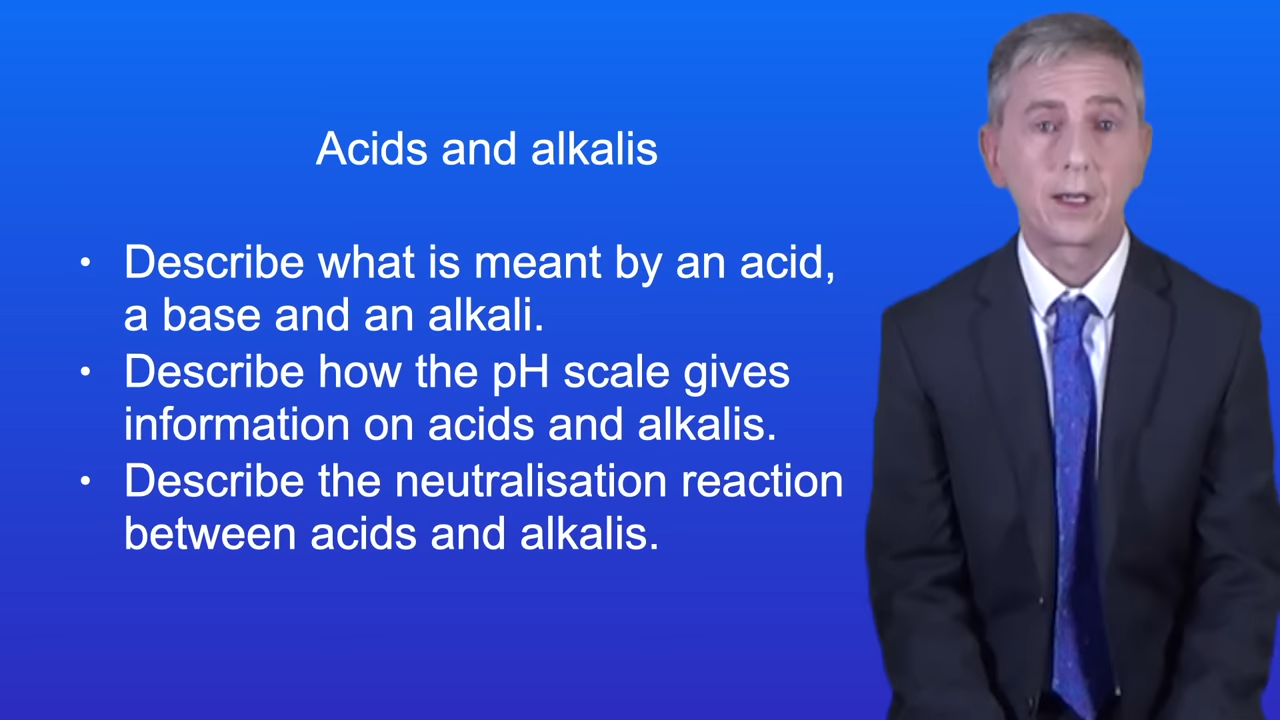 Acids and alkalis
• Describe what is meant by an acid,
a base and an alkali.
• Describe how the pH scale gives
information on acids and alkalis.
• Describe the neutralisation reaction
between acids and alkalis.